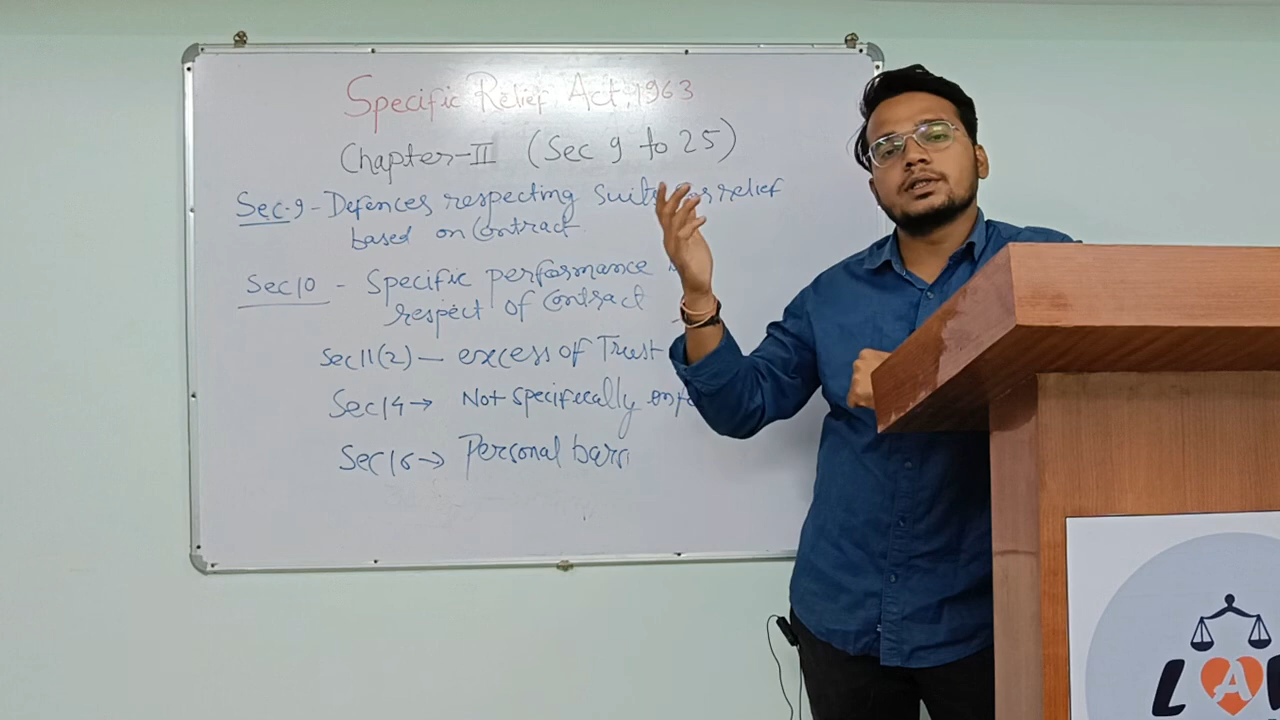 Specific Relief Act, 1963
Chapter-II (Sec 9 to 25)
Sec.9 - Defences respecting suits relief
based on Contract
Sec 10 - Specific performance
respect of Contract
Sec 11(2) — excess of Trust
Sec 14 → Not specifically
Sec 16 → Personal bars
L A